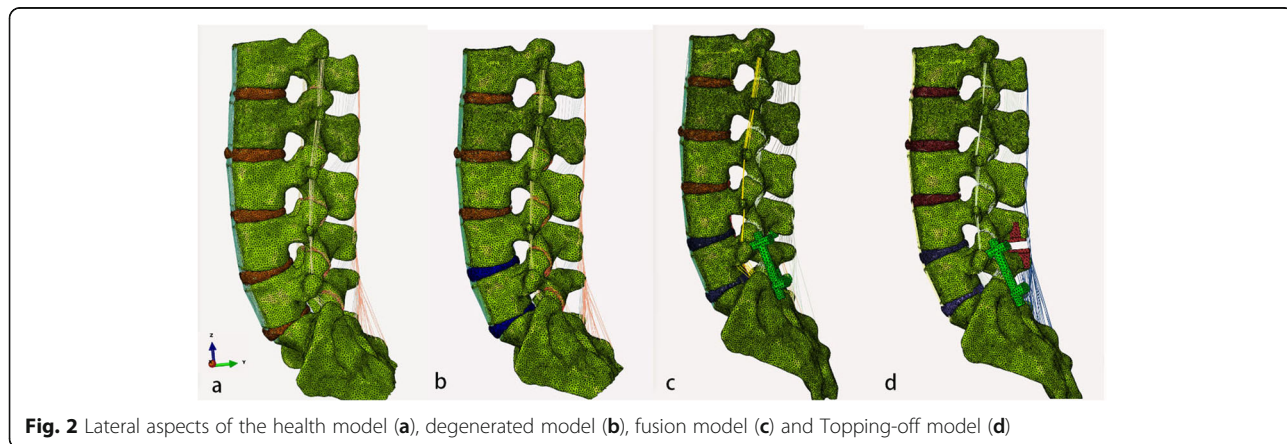 z
Y
a
b
c
d
Fig. 2 Lateral aspects of the health model (a), degenerated model (b), fusion model (c) and Topping-off model (d)